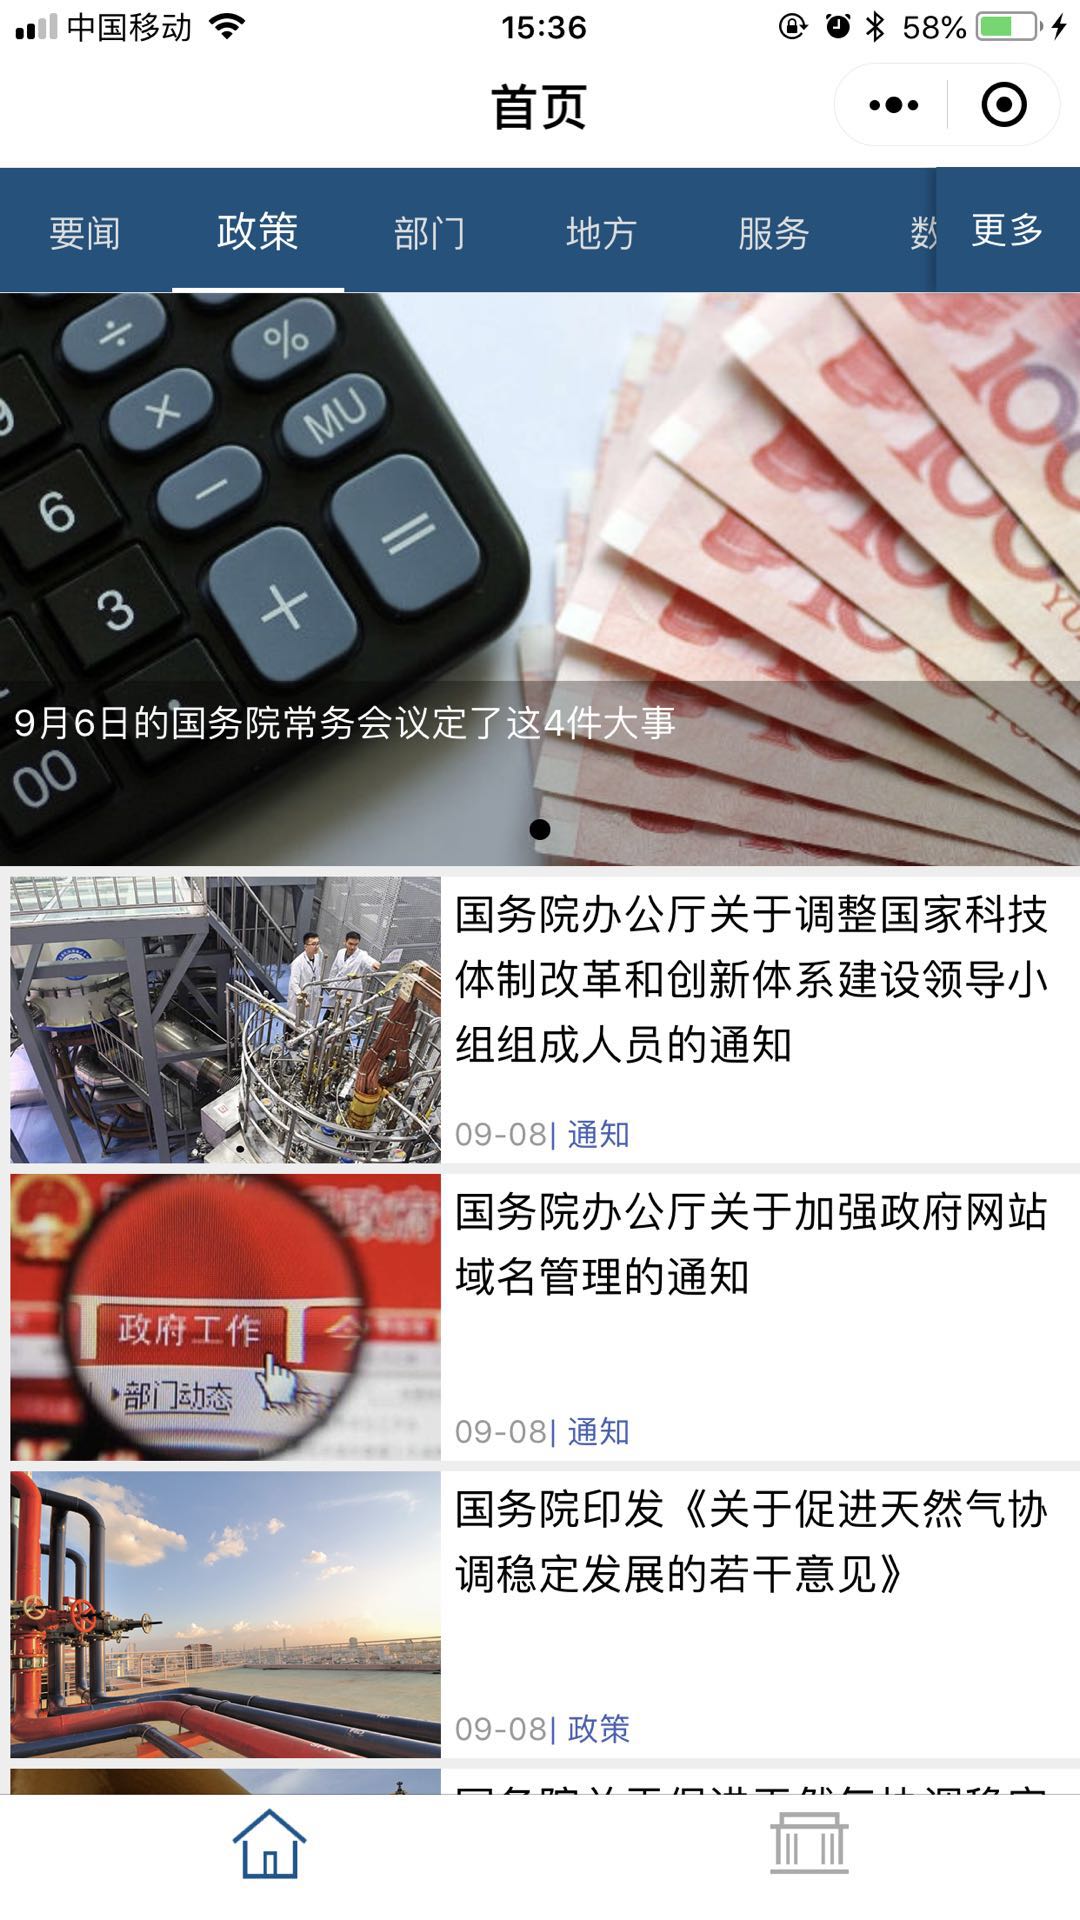 中国移动
15:36
58%
首页
要闻
政策
部门
地方
服务
数
更多
÷
%
×
MU
9
6
−
=
3
+
100
YUAN
9月6日的国务院常务会议定了这4件大事
00
国务院办公厅关于调整国家科技
体制改革和创新体系建设领导小
组组成人员的通知
09-08| 通知
国务院办公厅关于加强政府网站
域名管理的通知
政府工作
部门动态
09-08| 通知
国务院印发《关于促进天然气协
调稳定发展的若干意见》
09-08| 政策